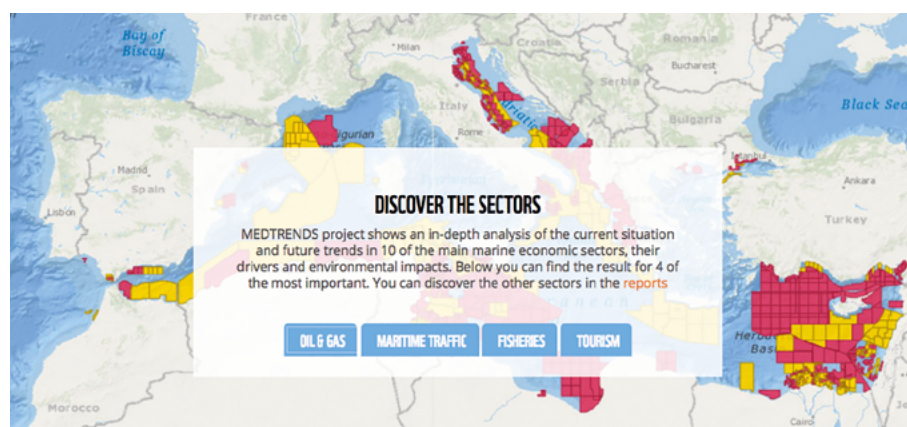 France
Bay of
Biscay
Milan
Croatia
Romania
Bucharest
Serbia
Italy
Adriatic
Bulgaria
Black Sea
Ligurian
Rome
Istanbul
Madrid
Spain
Ankara
Lisbon
Turkey
DISCOVER THE SECTORS
MEDTRENDS project shows an in-depth analysis of the current situation
and future trends in 10 of the main marine economic sectors, their
drivers and environmental impacts. Below you can find the result for 4 of
the most important. You can discover the other sectors in the reports
OIL & GAS MARITIME TRAFFIC FISHERIES TOURISM
Morocco
Cairo